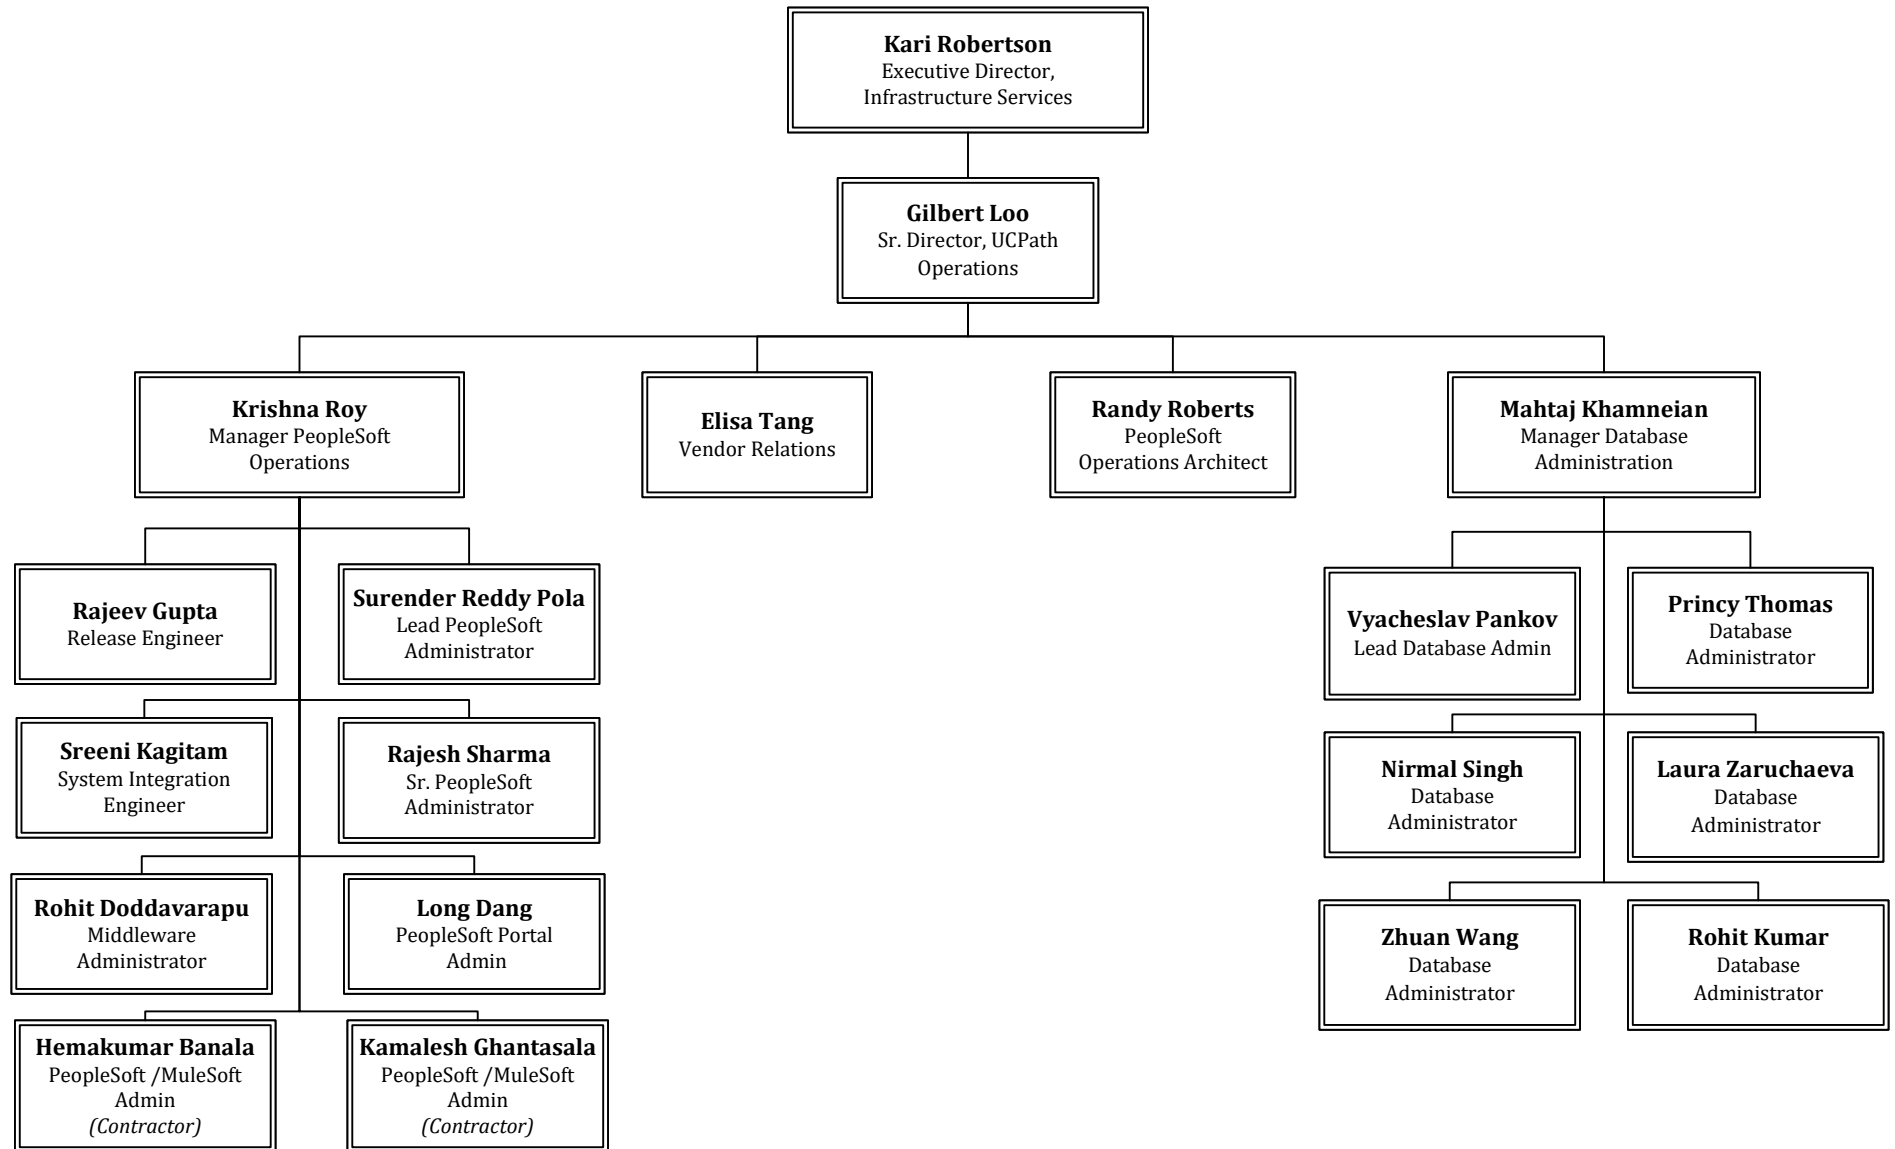 Kari Robertson
Executive Director,
Infrastructure Services
Gilbert Loo
Sr. Director, UCPath
Operations
Krishna Roy
Manager PeopleSoft
Operations
Elisa Tang
Vendor Relations
Randy Roberts
PeopleSoft
Operations Architect
Mahtaj Khamneian
Manager Database
Administration
Rajeev Gupta
Release Engineer
Surender Reddy Pola
Lead PeopleSoft
Administrator
Vyacheslav Pankov
Lead Database Admin
Princy Thomas
Database
Administrator
Sreeni Kagitam
System Integration
Engineer
Rajesh Sharma
Sr. PeopleSoft
Administrator
Nirmal Singh
Database
Administrator
Laura Zaruchaeva
Database
Administrator
Rohit Doddavarapu
Middleware
Administrator
Long Dang
PeopleSoft Portal
Admin
Zhuan Wang
Database
Administrator
Rohit Kumar
Database
Administrator
Hemakumar Banala
PeopleSoft /MuleSoft
Admin
(Contractor)
Kamalesh Ghantasala
PeopleSoft /MuleSoft
Admin
(Contractor)